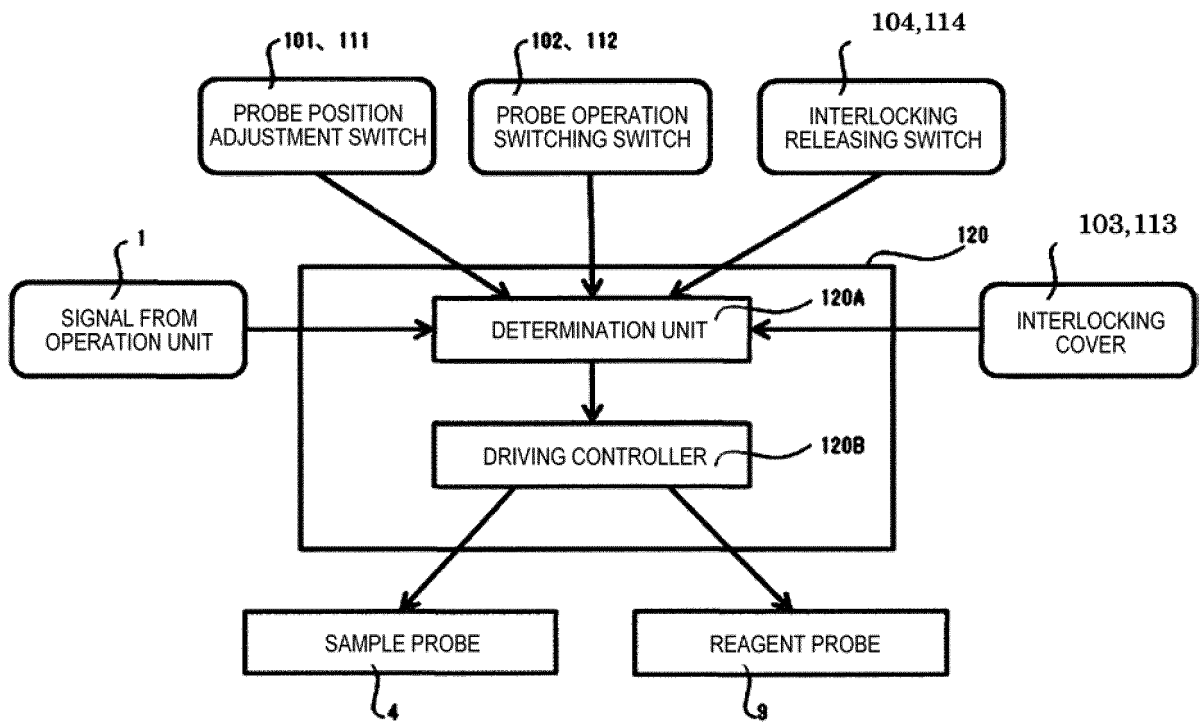 101、111
102、112
104,114
PROBE POSITION
ADJUSTMENT SWITCH
PROBE OPERATION
SWITCHING SWITCH
INTERLOCKING
RELEASING SWITCH
1
120
103,113
SIGNAL FROM
OPERATION UNIT
120A
DETERMINATION UNIT
INTERLOCKING
COVER
120B
DRIVING CONTROLLER
SAMPLE PROBE
REAGENT PROBE
4
9